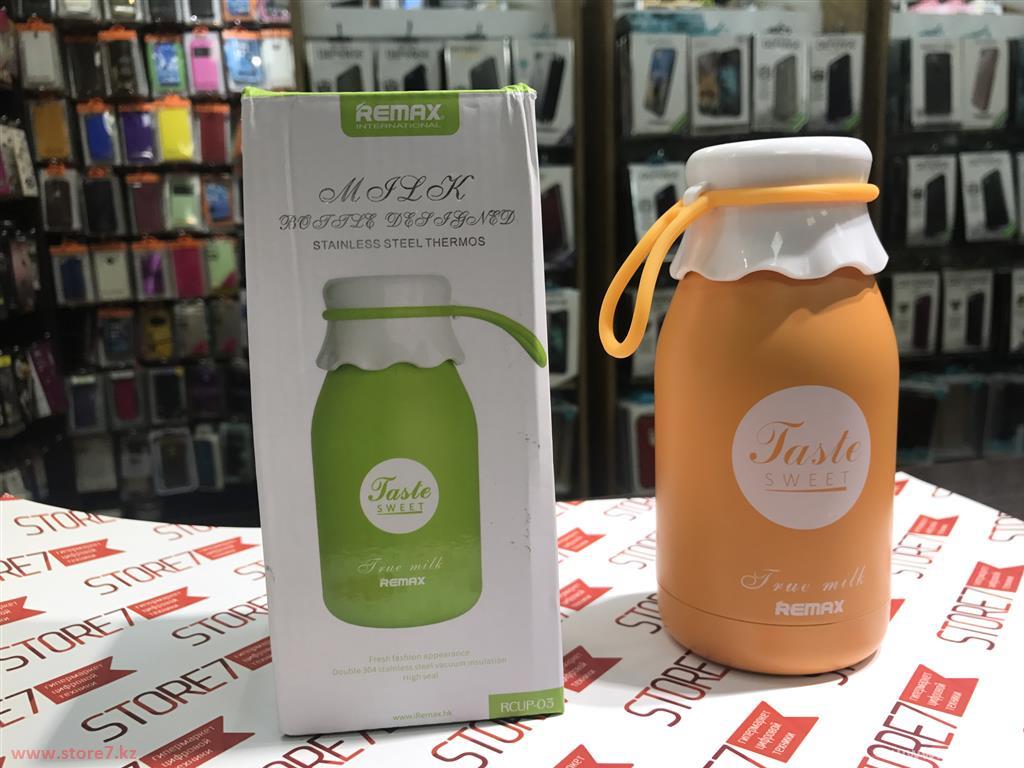 REMAX
INTERNATIONAL
MILK
BOTTLE DESIGNED
STAINLESS STEEL THERMOS
Taste
SWEET
True milk
REMAX
Fresh fashion appearance
Double 304 stainless steel vacuum insulation
High seal
www.iRemax.hk
RCUP-03
Taste
SWEET
True milk
REMAX
STORE7
гипермаркет
цифровой
техники
www.store7.kz